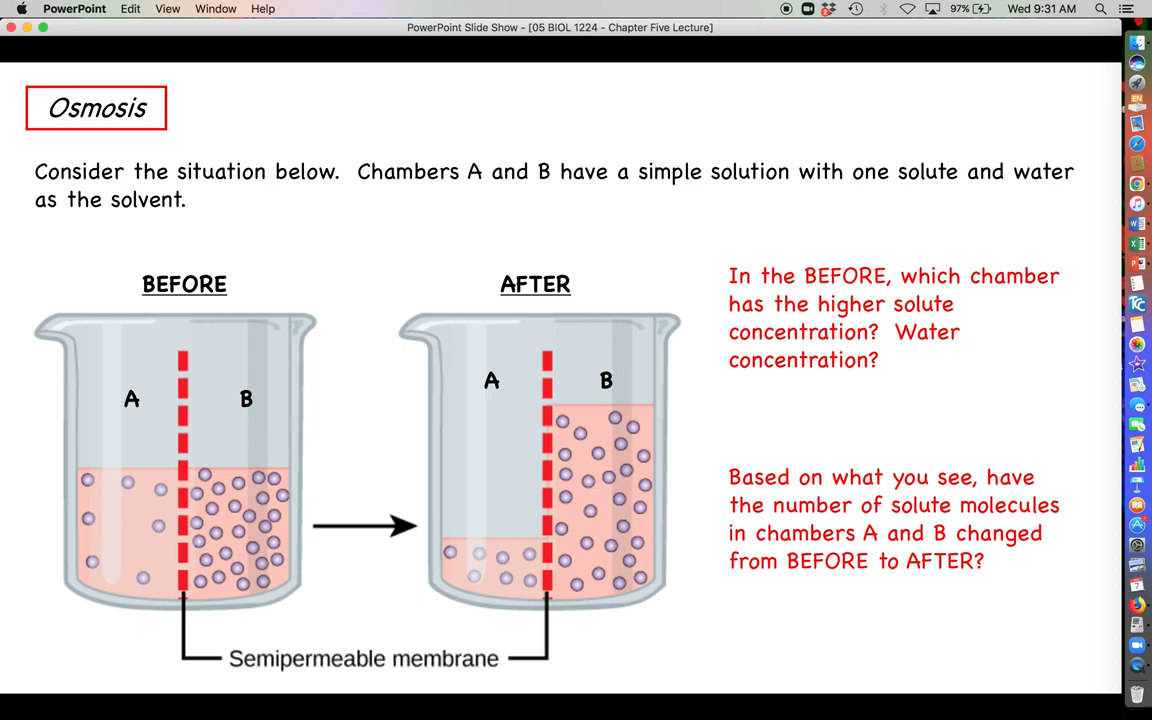 PowerPoint Edit View Window Help
97% Wed 9:31 AM
PowerPoint Slide Show - [05 BIOL 1224 - Chapter Five Lecture]
Osmosis
Consider the situation below. Chambers A and B have a simple solution with one solute and water
as the solvent.
BEFORE
AFTER
A
B
A
B
Semipermeable membrane
In the BEFORE, which chamber
has the higher solute
concentration? Water
concentration?
Based on what you see, have
the number of solute molecules
in chambers A and B changed
from BEFORE to AFTER?